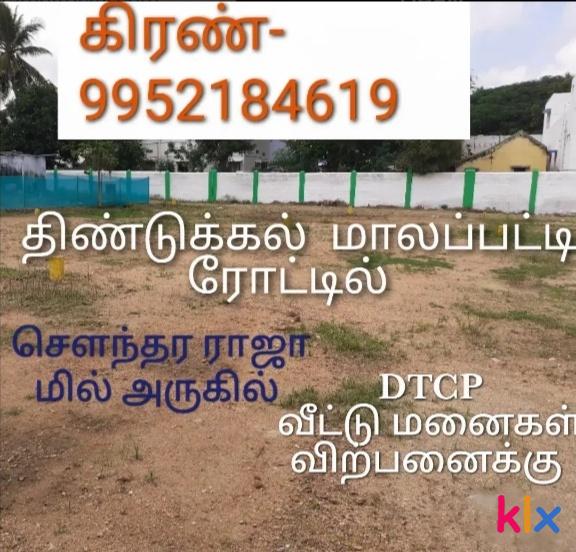 கிரண்-
9952184619
திண்டுக்கல் மாலப்பட்டி
ரோட்டில்
சௌந்தர ராஜா
மில் அருகில்
DTCP
வீட்டு மனைகள்
விற்பனைக்கு
klx